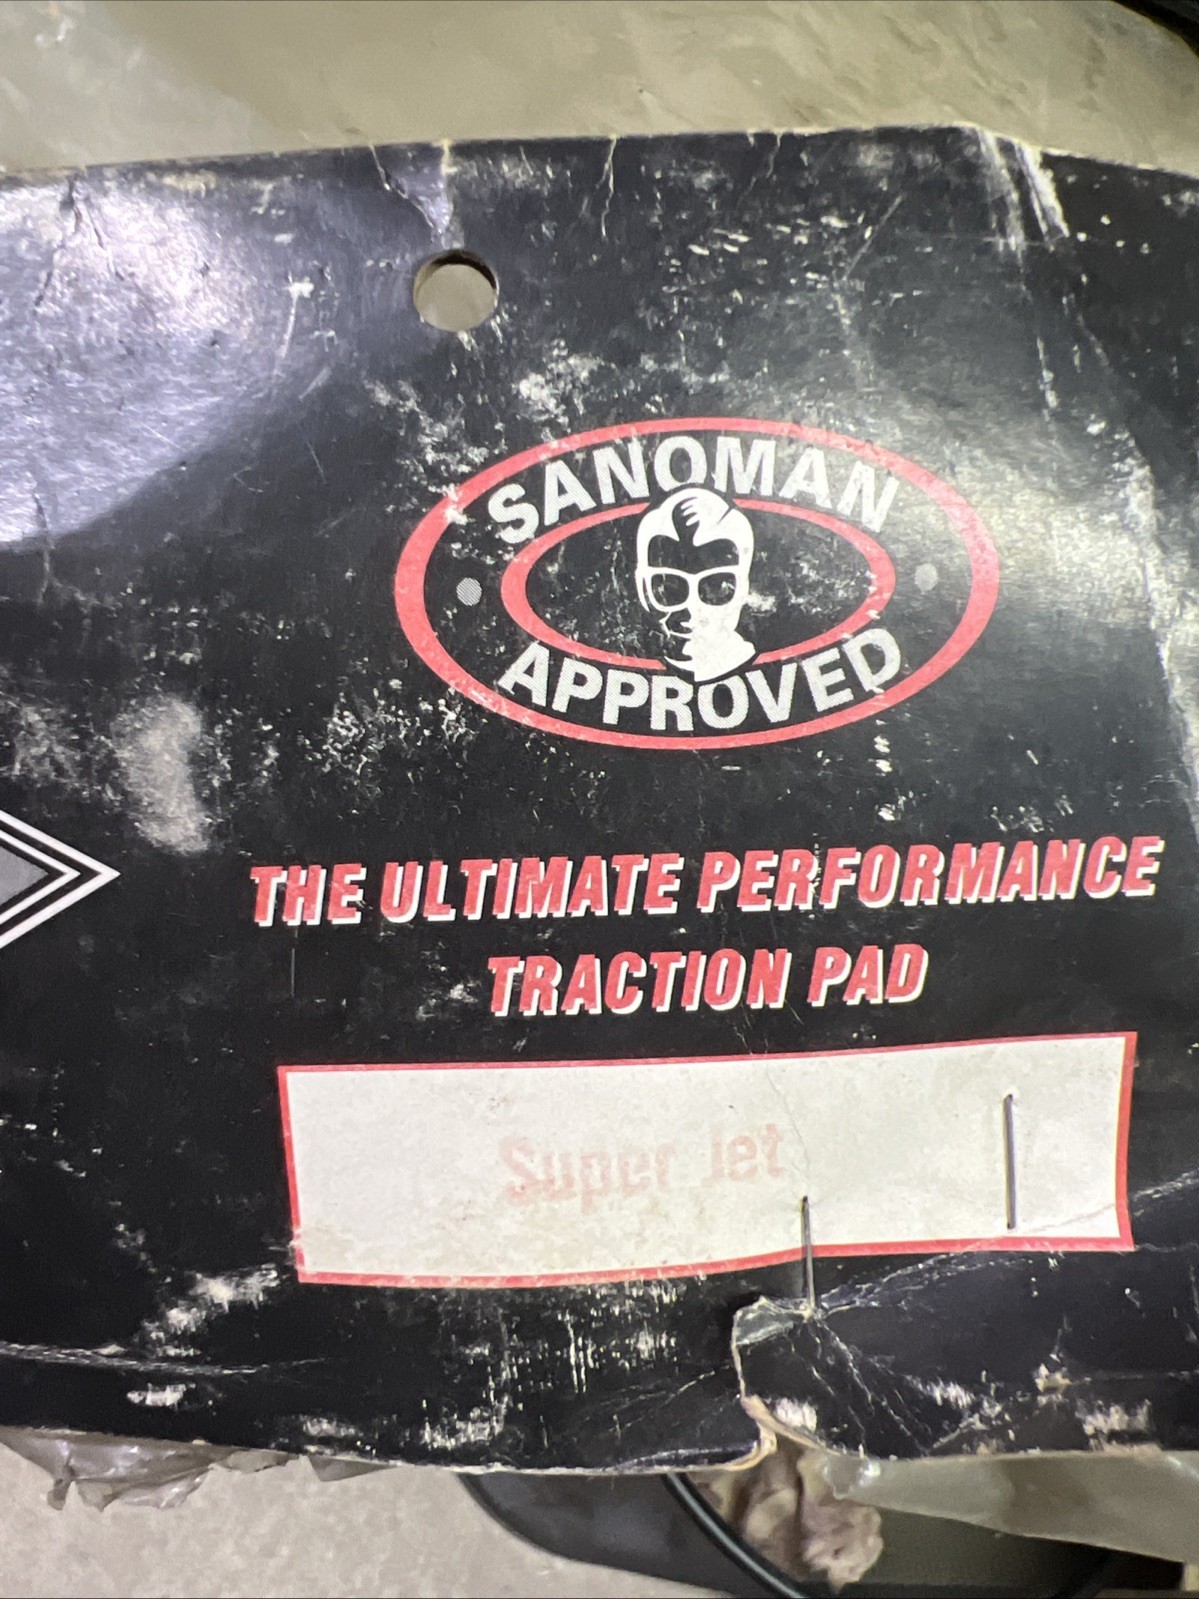 SANOMAN
APPROVED
THE ULTIMATE PERFORMANCE
TRACTION PAD
Super Jet